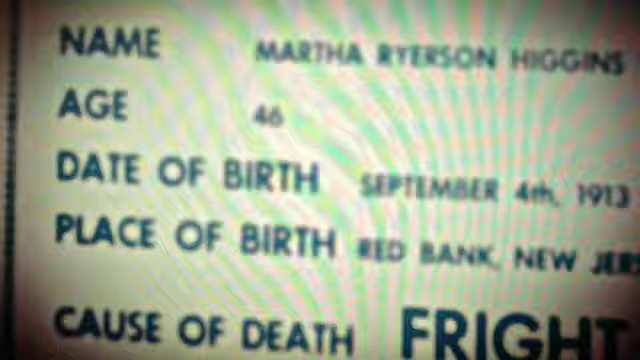 NAME MARTHA RYERSON HIGGINS
AGE 46
DATE OF BIRTH SEPTEMBER 4th, 1913
PLACE OF BIRTH RED BANK, NEW JERS
CAUSE OF DEATH FRIGHT